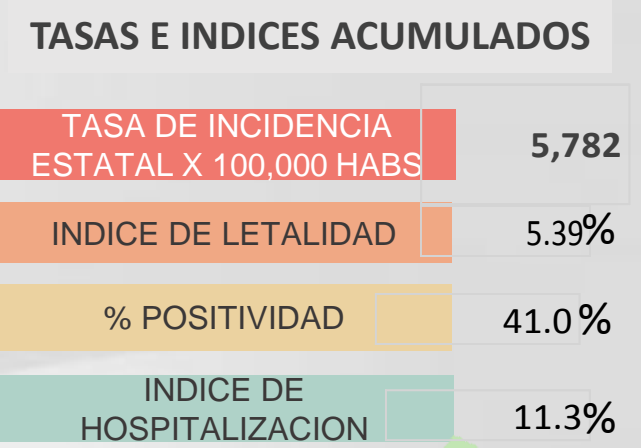 TASAS E INDICES ACUMULADOS
TASA DE INCIDENCIA
ESTATAL X 100,000 HABS
5,782
INDICE DE LETALIDAD
5.39%
% POSITIVIDAD
41.0 %
INDICE DE
HOSPITALIZACION
11.3%